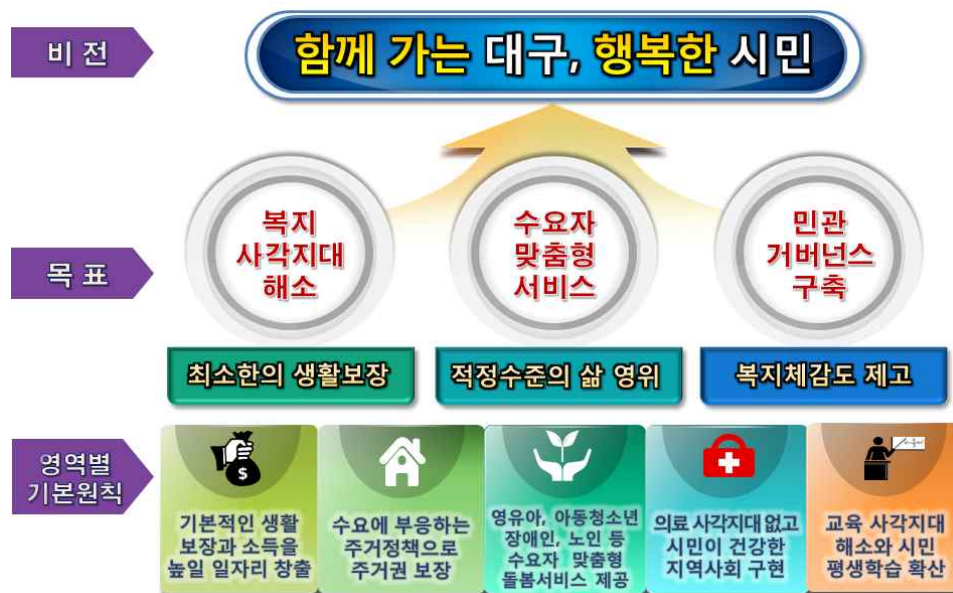 비 전
함께 가는 대구, 행복한 시민
목 표
복지
사각지대
해소
수요자
맞춤형
서비스
민관
거버넌스
구축
최소한의 생활보장
적정수준의 삶 영위
복지체감도 제고
영역별
기본원칙
$
기본적인 생활
보장과 소득을
높일 일자리 창출
수요에 부응하는
주거정책으로
주거권 보장
영유아, 아동청소년
장애인, 노인 등
수요자 맞춤형
돌봄서비스 제공
의료 사각지대 없고
시민이 건강한
지역사회 구현
교육 사각지대
해소와 시민
평생학습 확산